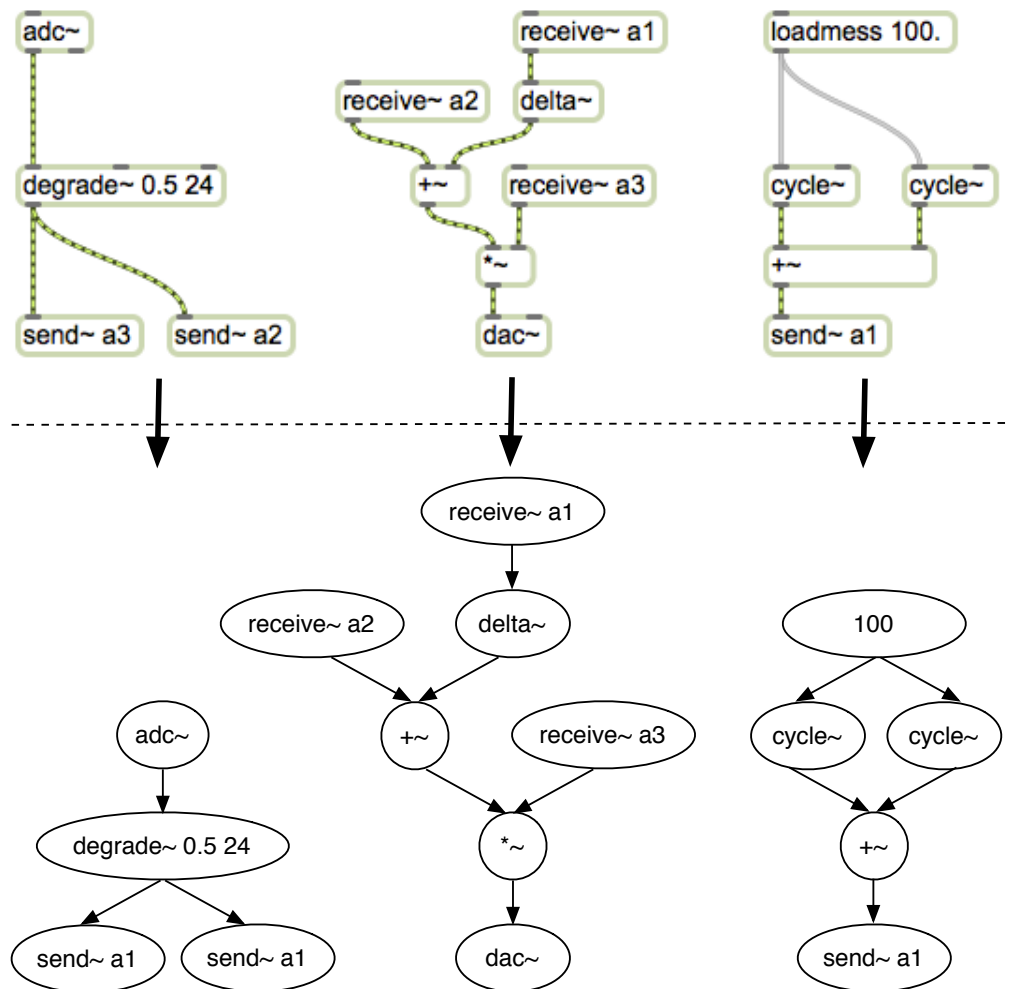 adc~
receive~ a1
loadmess 100.
receive~ a2
delta~
degrade~ 0.5 24
+~
receive~ a3
cycle~
cycle~
*~
+~
send~ a3
send~ a2
dac~
send~ a1
receive~ a1
receive~ a2
delta~
100
adc~
+~
receive~ a3
cycle~
cycle~
degrade~ 0.5 24
*~
+~
send~ a1
send~ a1
dac~
send~ a1